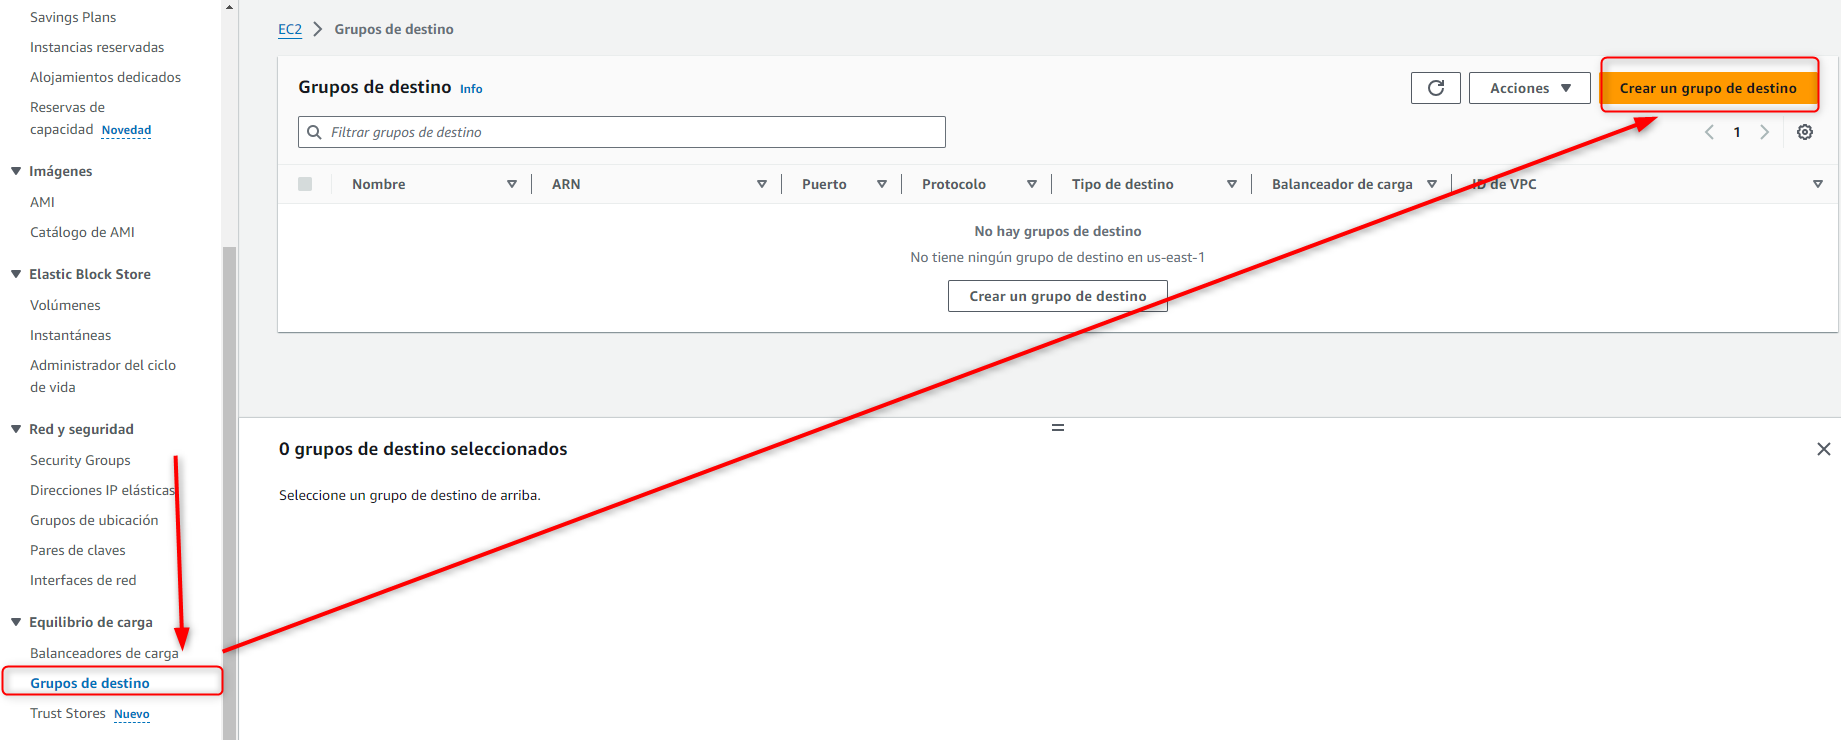 Savings Plans
Instancias reservadas
Alojamientos dedicados
Reservas de
capacidad Novedad
Imágenes
AMI
Catálogo de AMI
Elastic Block Store
Volúmenes
Instantáneas
Administrador del ciclo
de vida
Red y seguridad
Security Groups
Direcciones IP elásticas
Grupos de ubicación
Pares de claves
Interfaces de red
Equilibrio de carga
Balanceadores de carga
Grupos de destino
Trust Stores Nuevo
EC2 Grupos de destino
Grupos de destino Info
Acciones
Crear un grupo de destino
Filtrar grupos de destino
1
Nombre ARN Puerto Protocolo Tipo de destino Balanceador de carga ID de VPC
No hay grupos de destino
No tiene ningún grupo de destino en us-east-1
Crear un grupo de destino
0 grupos de destino seleccionados
Seleccione un grupo de destino de arriba.